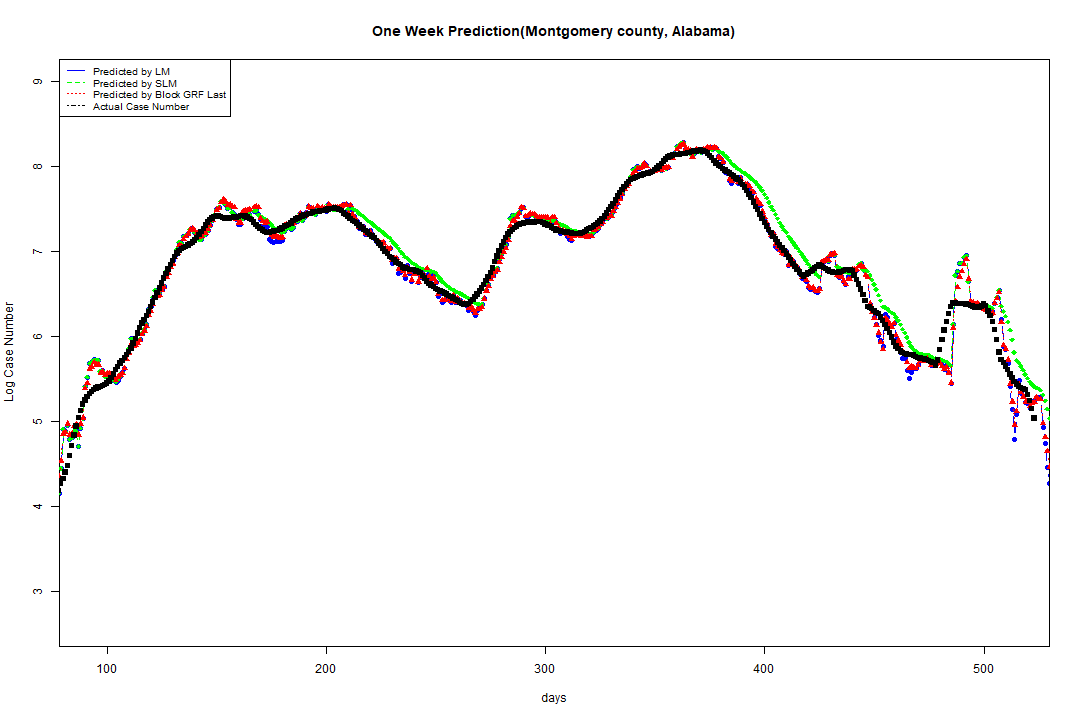 One Week Prediction(Montgomery county, Alabama)
Predicted by LM
Predicted by SLM
Predicted by Block GRF Last
Actual Case Number
9
8
7
6
5
4
3
Log Case Number
100 200 300 400 500
days